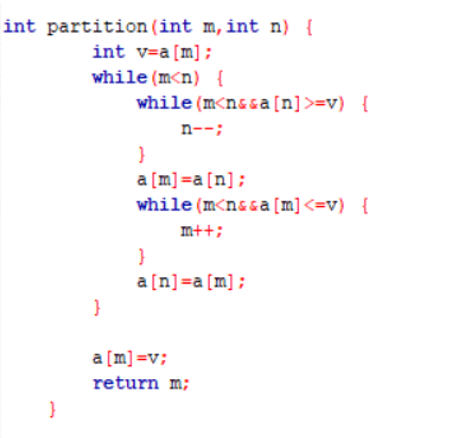 int partition(int m,int n) {
int v=a[m];
while(m<n) {
while(m<n&&a[n]>=v) {
n--;
}
a[m]=a[n];
while(m<n&&a[m]<=v) {
m++;
}
a[n]=a[m];
}
a[m]=v;
return m;
}